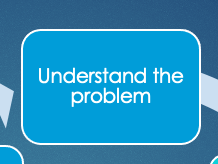 Understand the
problem